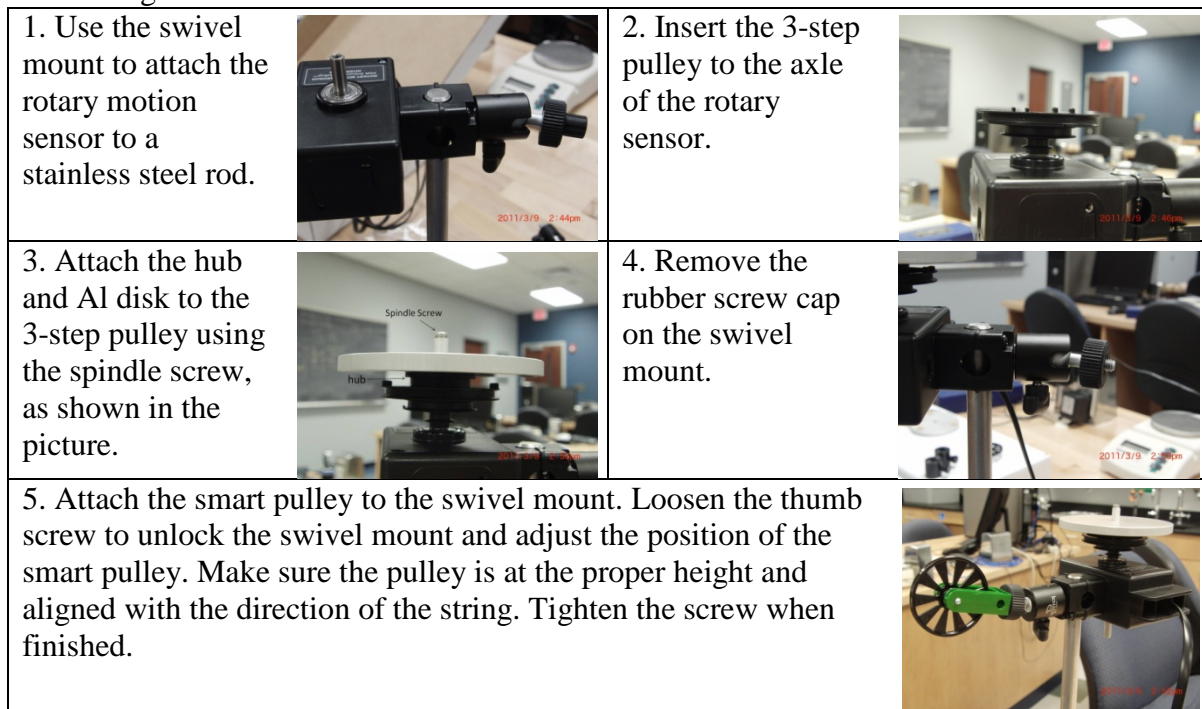 1. Use the swivel
mount to attach the
rotary motion
sensor to a
stainless steel rod.
2011/3/9 2:44pm
2. Insert the 3-step
pulley to the axle
of the rotary
sensor.
2011/3/9 2:46pm
3. Attach the hub
and Al disk to the
3-step pulley using
the spindle screw,
as shown in the
picture.
Spindle Screw
hub
2011/3/9
4. Remove the
rubber screw cap
on the swivel
mount.
2011/3/9
5. Attach the smart pulley to the swivel mount. Loosen the thumb
screw to unlock the swivel mount and adjust the position of the
smart pulley. Make sure the pulley is at the proper height and
aligned with the direction of the string. Tighten the screw when
finished.